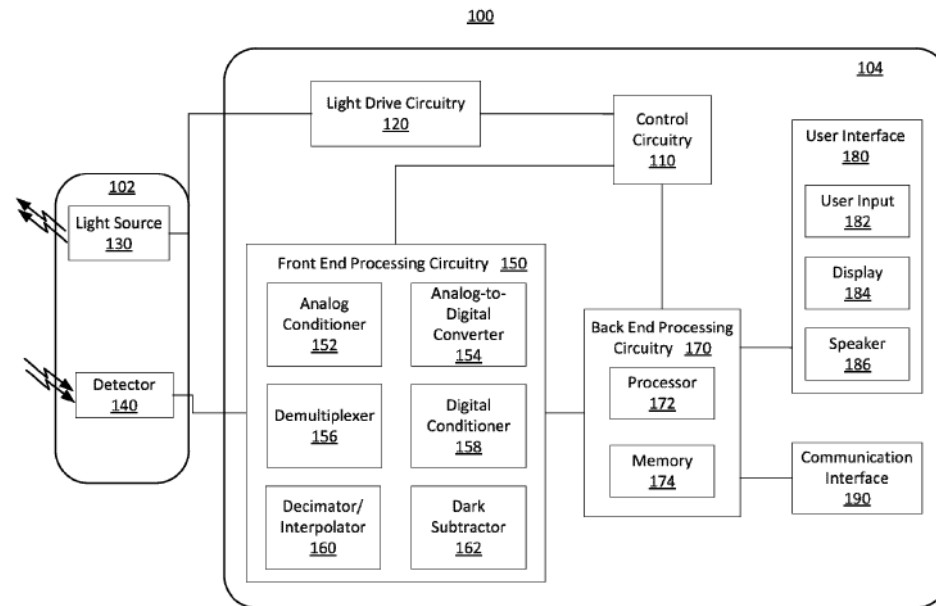 100
104
Light Drive Circuitry
120
Control
Circuitry
110
User Interface
180
User Input
182
Display
184
Speaker
186
102
Light Source
130
Detector
140
Front End Processing Circuitry 150
Analog
Conditioner
152
Analog-to-
Digital
Converter
154
Demultiplexer
156
Digital
Conditioner
158
Decimator/
Interpolator
160
Dark
Subtractor
162
Back End Processing
Circuitry 170
Processor
172
Memory
174
Communication
Interface
190